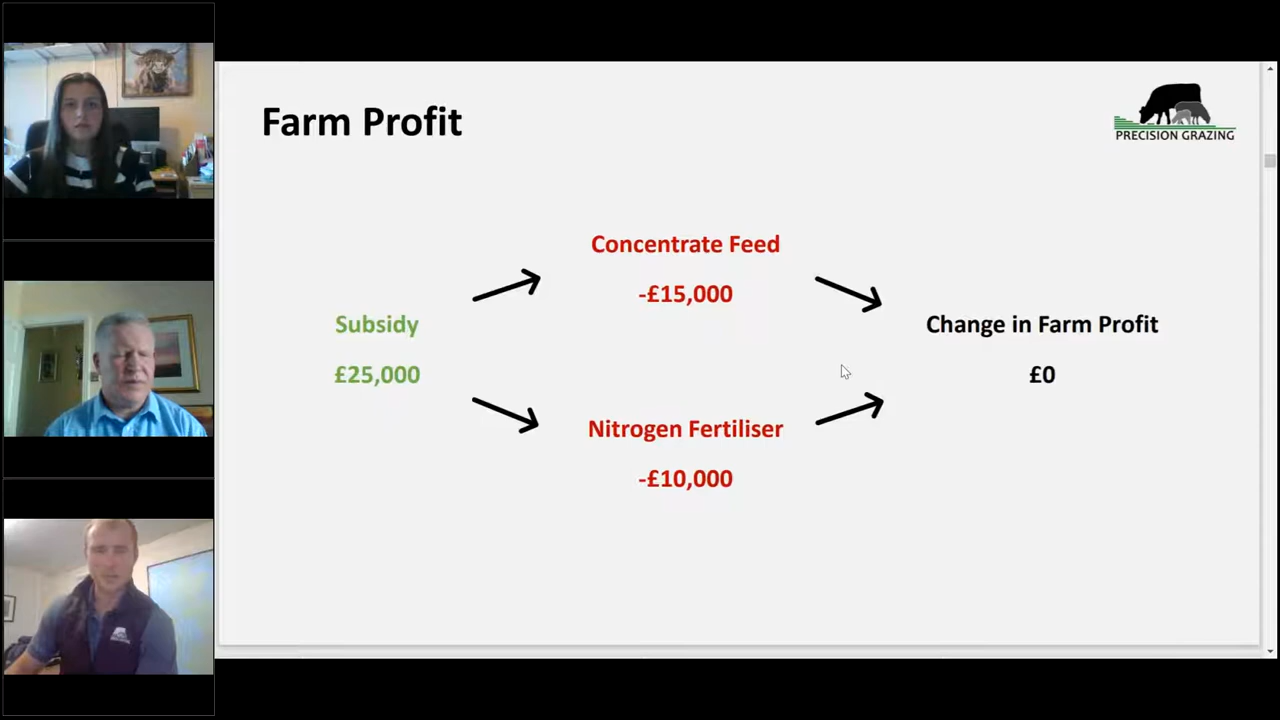 Farm Profit
PRECISION GRAZING
Concentrate Feed
-£15,000
Subsidy
£25,000
Change in Farm Profit
£0
Nitrogen Fertiliser
-£10,000